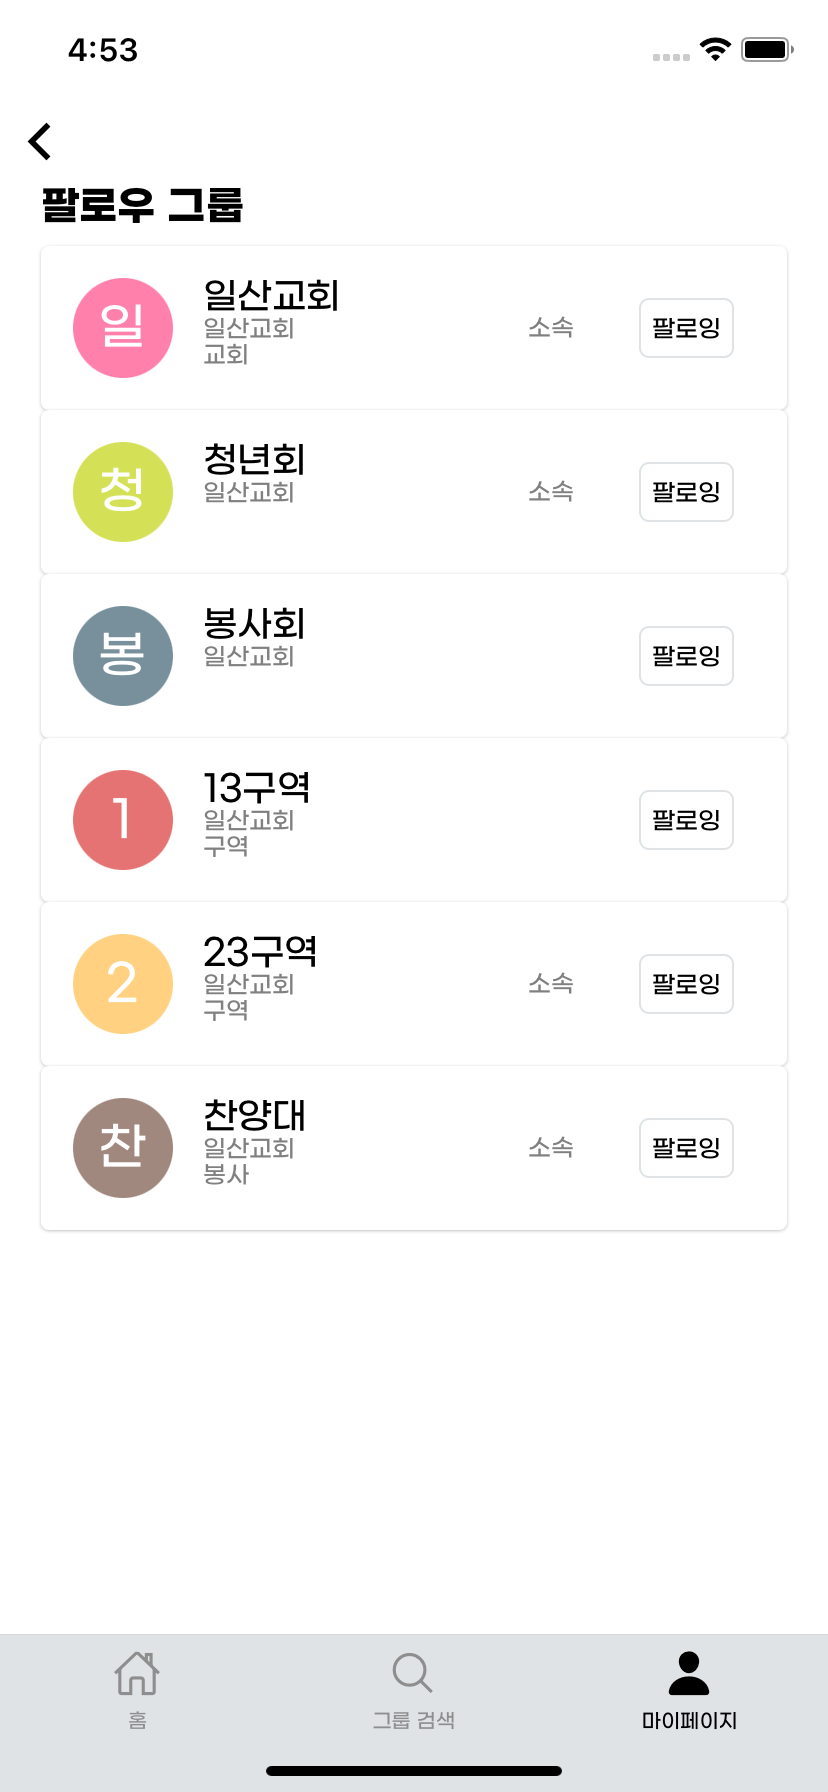 4:53
팔로우 그룹
일
일산교회
일산교회
교회
소속
팔로잉
청
청년회
일산교회
소속
팔로잉
봉
봉사회
일산교회
팔로잉
1
13구역
일산교회
구역
팔로잉
2
23구역
일산교회
구역
소속
팔로잉
찬
찬양대
일산교회
봉사
소속
팔로잉
홈
그룹 검색
마이페이지